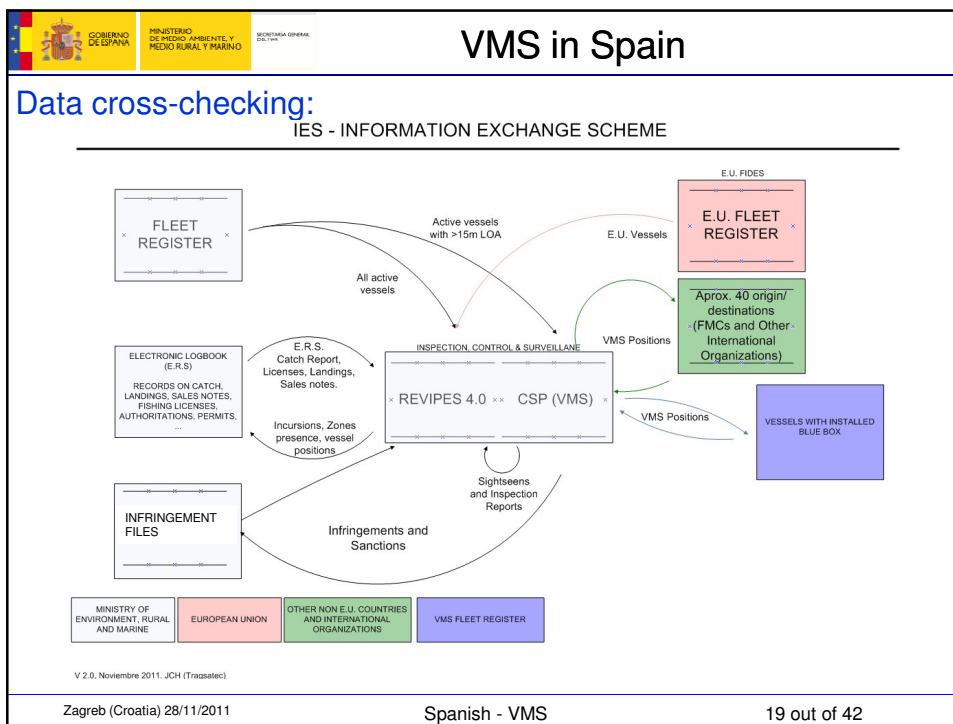 GOBIERNO
DE ESPAÑA
MINISTERIO
DE MEDIO AMBIENTE, Y
MEDIO RURAL Y MARINO
SECRETARÍA GENERAL
DEL MAR
VMS in Spain
Data cross-checking:
IES - INFORMATION EXCHANGE SCHEME
FLEET
REGISTER
Active vessels
with >15m LOA
All active
vessels
E.U. FIDES
E.U. FLEET
REGISTER
E.U. Vessels
Aprox. 40 origin/
destinations
(FMCs and Other
International
Organizations)
VMS Positions
ELECTRONIC LOGBOOK
(E.R.S)
RECORDS ON CATCH,
LANDINGS, SALES NOTES,
FISHING LICENSES,
AUTHORITATIONS, PERMITS,
...
E.R.S.
Catch Report,
Licenses, Landings,
Sales notes.
Incursions, Zones
presence, vessel
positions
INSPECTION, CONTROL & SURVEILLANE
REVIPES 4.0
CSP (VMS)
VMS Positions
VESSELS WITH INSTALLED
BLUE BOX
Sightseens
and Inspection
Reports
INFRINGEMENT
FILES
Infringements and
Sanctions
MINISTRY OF
ENVIRONMENT, RURAL
AND MARINE
EUROPEAN UNION
OTHER NON E.U. COUNTRIES
AND INTERNATIONAL
ORGANIZATIONS
VMS FLEET REGISTER
V 2.0, Noviembre 2011. JCH (Tragsatec)
Zagreb (Croatia) 28/11/2011
Spanish - VMS
19 out of 42